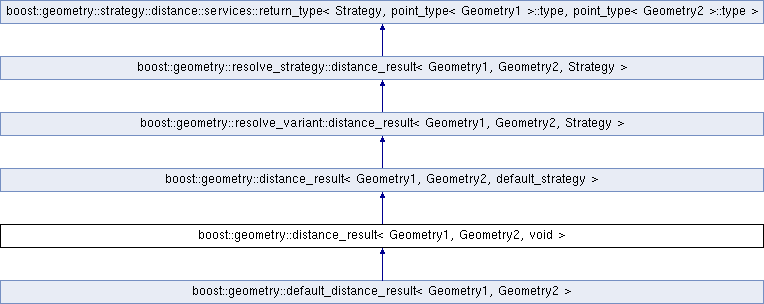 boost::geometry::strategy::distance::services::return_type< Strategy, point_type< Geometry1 >::type, point_type< Geometry2 >::type >
boost::geometry::resolve_strategy::distance_result< Geometry1, Geometry2, Strategy >
boost::geometry::resolve_variant::distance_result< Geometry1, Geometry2, Strategy >
boost::geometry::distance_result< Geometry1, Geometry2, default_strategy >
boost::geometry::distance_result< Geometry1, Geometry2, void >
boost::geometry::default_distance_result< Geometry1, Geometry2 >